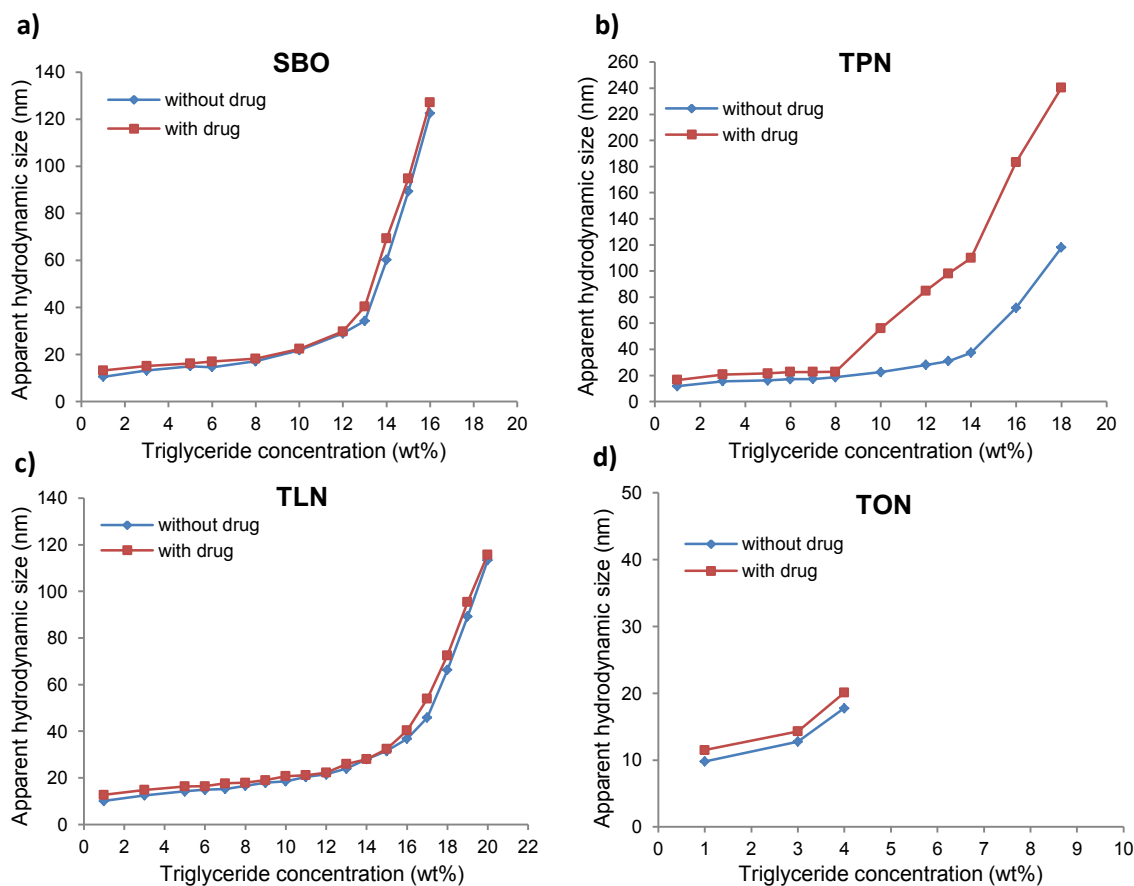 a)
SBO
without drug
with drug
Apparent hydrodynamic size (nm)
140
120
100
80
60
40
20
0
0 2 4 6 8 10 12 14 16 18 20
Triglyceride concentration (wt%)
b)
TPN
without drug
with drug
Apparent hydrodynamic size (nm)
260
240
220
200
180
160
140
120
100
80
60
40
20
0
0 2 4 6 8 10 12 14 16 18 20
Triglyceride concentration (wt%)
c)
TLN
without drug
with drug
Apparent hydrodynamic size (nm)
140
120
100
80
60
40
20
0
0 2 4 6 8 10 12 14 16 18 20 22
Triglyceride concentration (wt%)
d)
TON
without drug
with drug
Apparent hydrodynamic size (nm)
50
40
30
20
10
0
0 1 2 3 4 5 6 7 8 9 10
Triglyceride concentration (wt%)